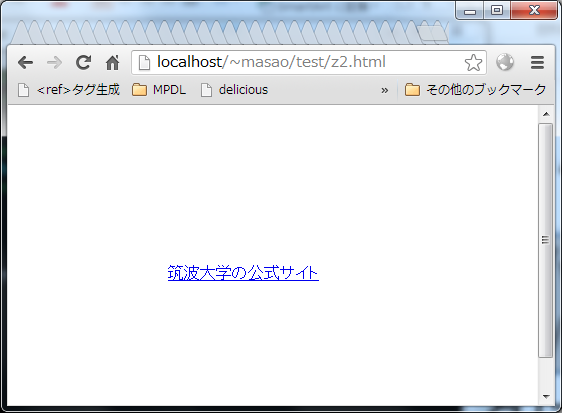 localhost/~masao/test/z2.html
<ref>タグ生成 MPDL delicious » その他のブックマーク
筑波大学の公式サイト